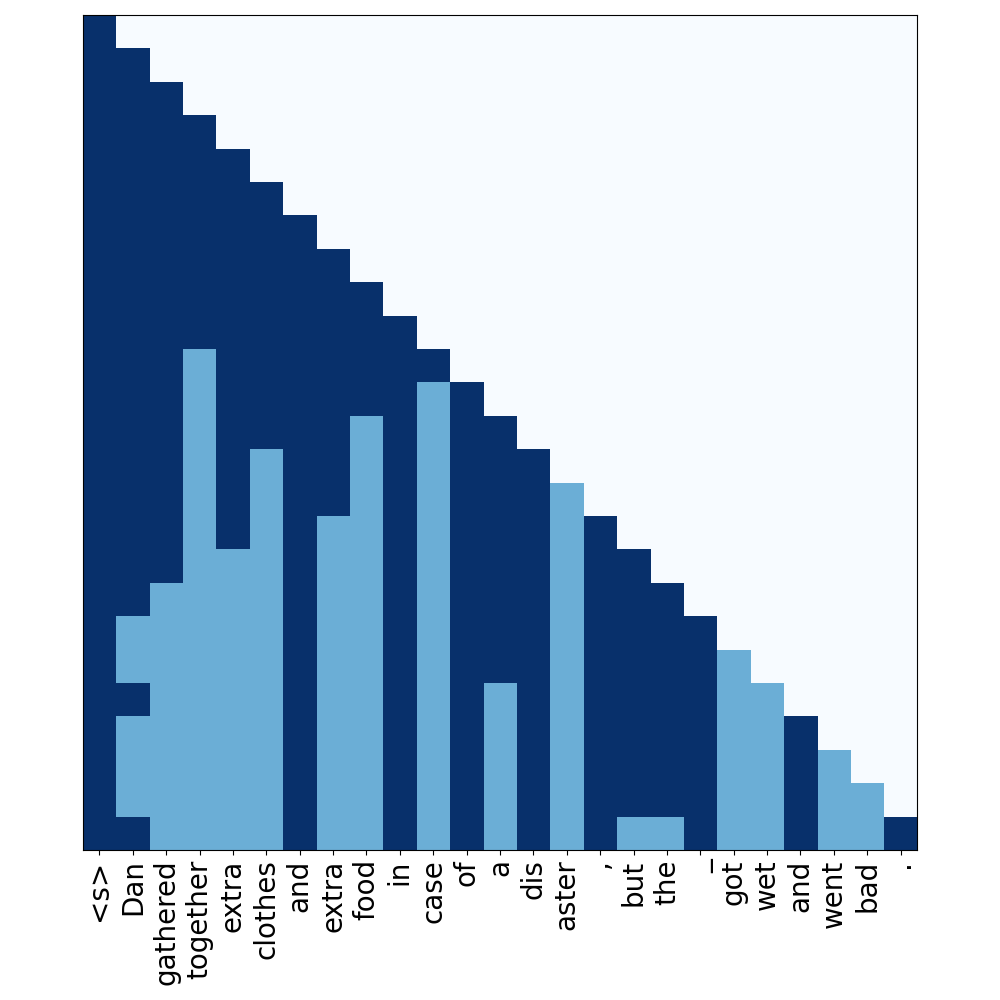 <s>
Dan
gathered
together
extra
clothes
and
extra
food
in
case
of
a
dis
aster
,
but
the
_
got
wet
and
went
bad
.